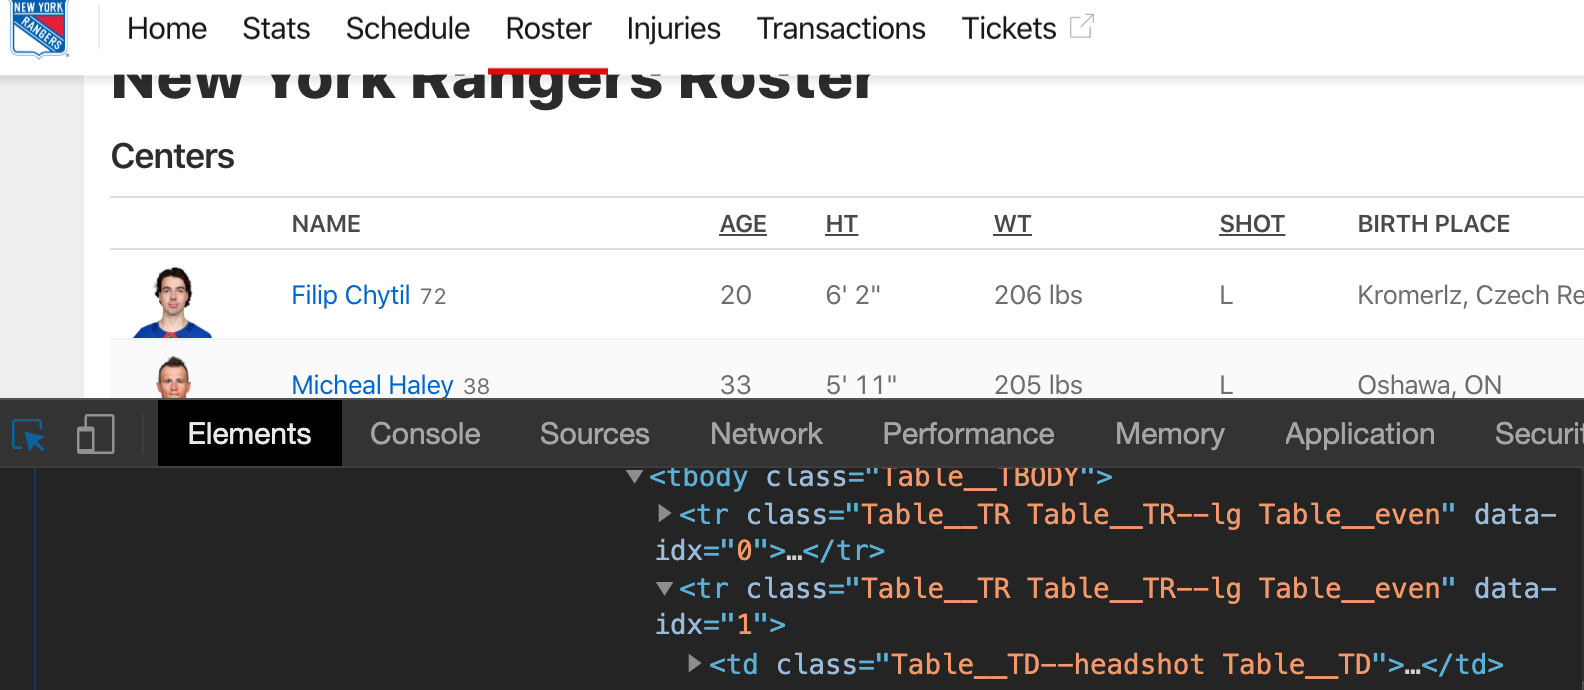 NEW YORK
RANGERS
Home Stats Schedule Roster Injuries Transactions Tickets
New York Rangers Roster
Centers
NAME AGE HT WT SHOT BIRTH PLACE
Filip Chytil 72 20 6' 2" 206 lbs L Kromerlz, Czech Re
Micheal Haley 38 33 5' 11" 205 lbs L Oshawa, ON
Elements Console Sources Network Performance Memory Application Securit
<tbody class="Table__TBODY">
<tr class="Table__TR Table__TR--lg Table__even" data-
idx="0">…</tr>
<tr class="Table__TR Table__TR--lg Table__even" data-
idx="1">
<td class="Table__TD--headshot Table__TD">…</td>